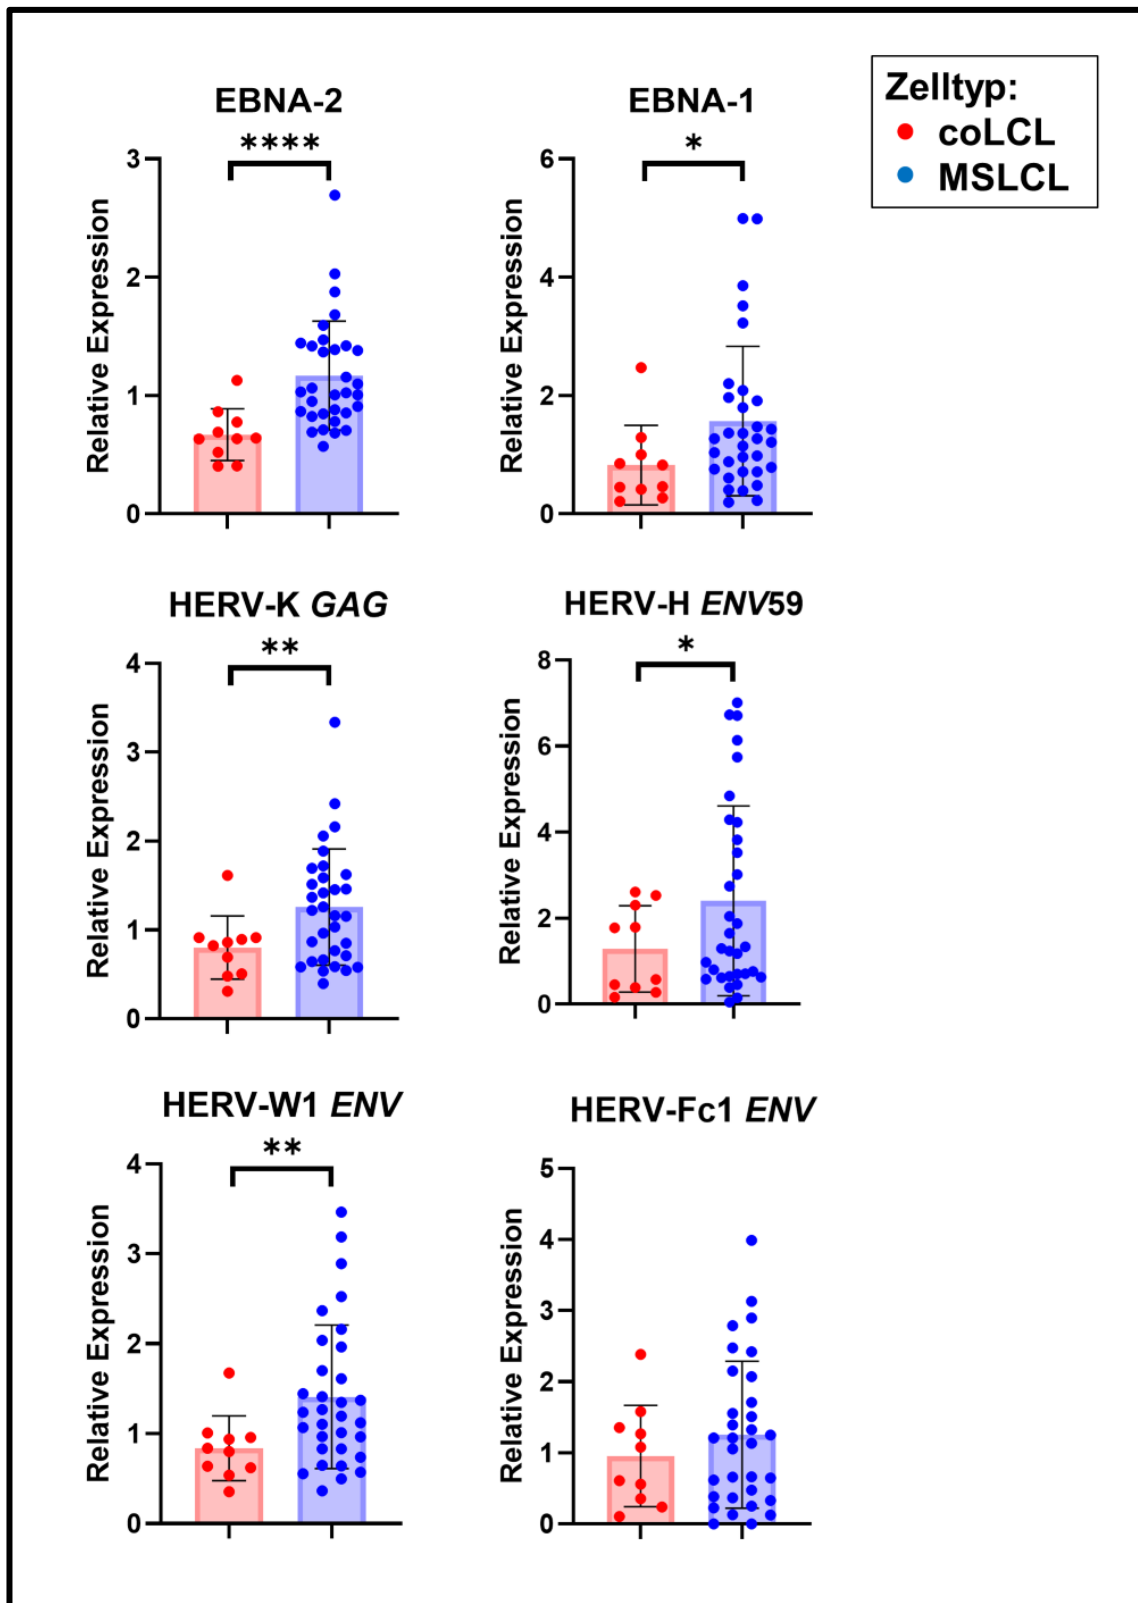 Zelltyp:
coLCL
MSLCL
EBNA-2
****
3
2
1
0
Relative Expression
EBNA-1
*
6
4
2
0
Relative Expression
HERV-K GAG
**
4
3
2
1
0
Relative Expression
HERV-H ENV59
*
8
6
4
2
0
Relative Expression
HERV-W1 ENV
**
4
3
2
1
0
Relative Expression
HERV-Fc1 ENV
5
4
3
2
1
0
Relative Expression